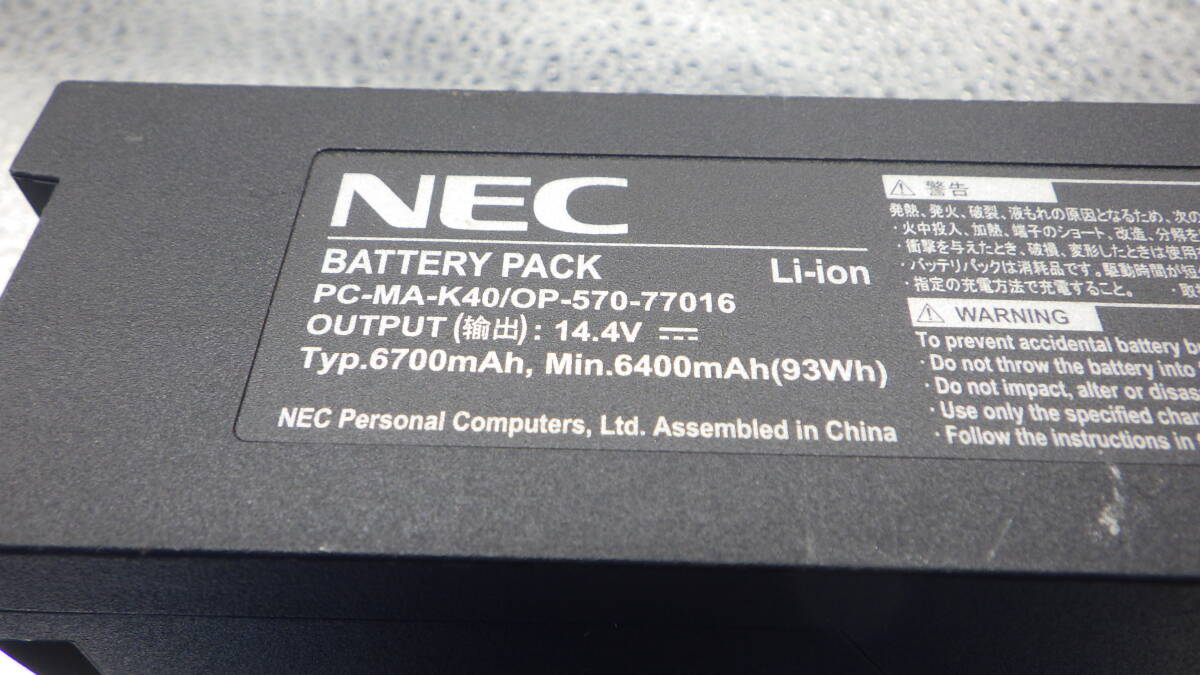 NEC
BATTERY PACK Li-ion
PC-MA-K40/OP-570-77016
OUTPUT (输出): 14.4V
Typ.6700mAh, Min.6400mAh(93Wh)
NEC Personal Computers, Ltd. Assembled in China
警告
発熱、発火、破裂、液もれの原因となるため、次の
・火中投入、加熱、端子のショート、改造、分解を
・衝撃を与えたとき、破損、変形したときは使用
・バッテリパックは消耗品です。駆動時間が短
・指定の充電方法で充電すること。 ・取
WARNING
To prevent accidental battery bu
・Do not throw the battery into
・Do not impact, alter or disas
・Use only the specified char
・Follow the instructions in